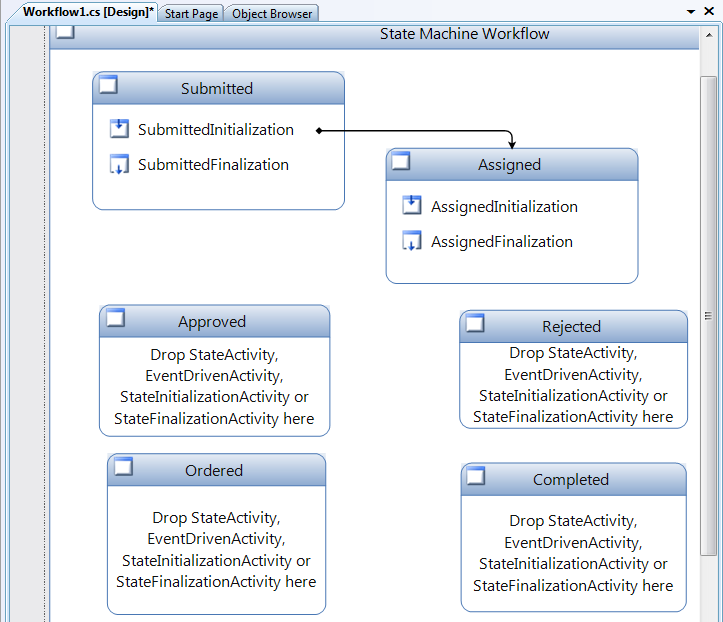 Workflow1.cs [Design]*
Start Page
Object Browser
State Machine Workflow
Submitted
SubmittedInitialization
SubmittedFinalization
Assigned
AssignedInitialization
AssignedFinalization
Approved
Drop StateActivity,
EventDrivenActivity,
StateInitializationActivity or
StateFinalizationActivity here
Rejected
Drop StateActivity,
EventDrivenActivity,
StateInitializationActivity or
StateFinalizationActivity here
Ordered
Drop StateActivity,
EventDrivenActivity,
StateInitializationActivity or
StateFinalizationActivity here
Completed
Drop StateActivity,
EventDrivenActivity,
StateInitializationActivity or
StateFinalizationActivity here